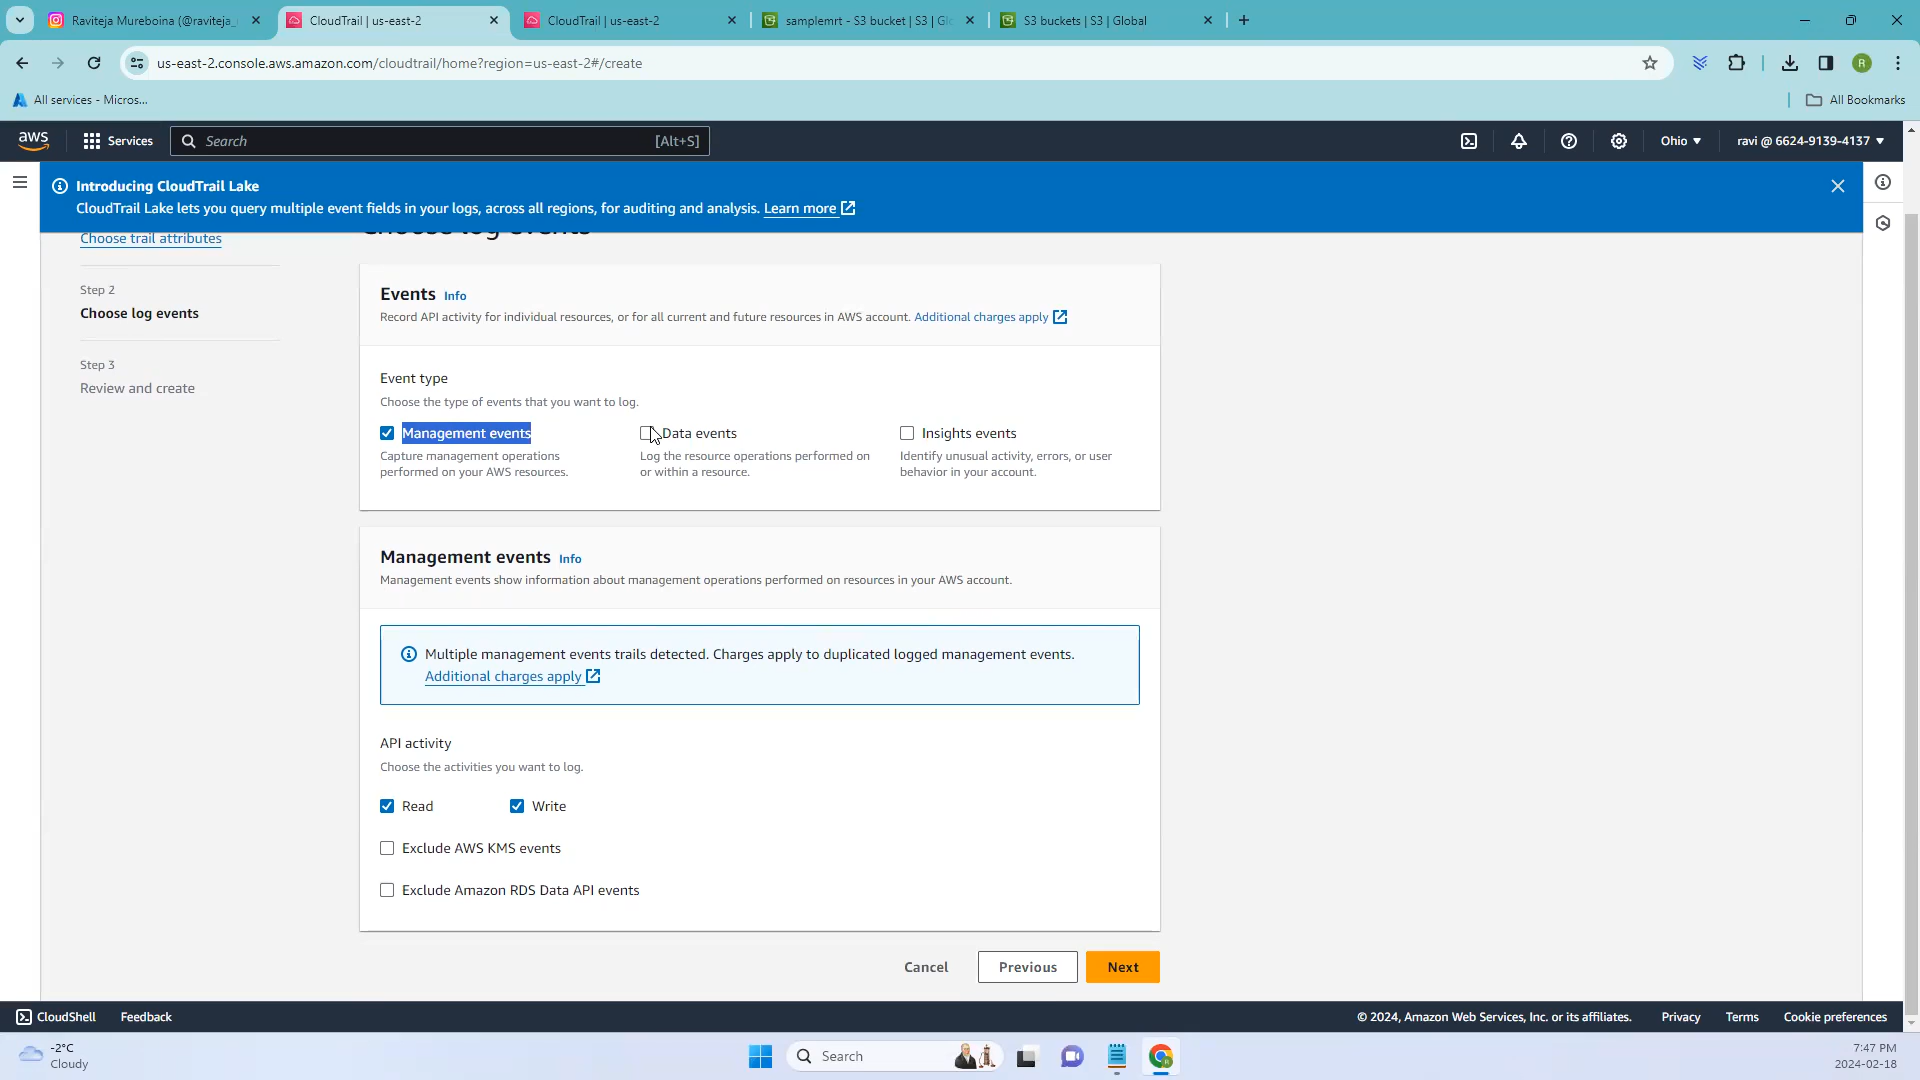 Raviteja Mureboina (@raviteja_
CloudTrail | us-east-2
CloudTrail | us-east-2
samplemrt - S3 bucket | S3 | Glo
S3 buckets | S3 | Global
us-east-2.console.aws.amazon.com/cloudtrail/home?region=us-east-2#/create
R
All services - Micros...
All Bookmarks
aws
Services
Search
[Alt+S]
Ohio
ravi @ 6624-9139-4137
Introducing CloudTrail Lake
CloudTrail Lake lets you query multiple event fields in your logs, across all regions, for auditing and analysis. Learn more
Choose trail attributes
Step 2
Choose log events
Step 3
Review and create
Choose log events
Events Info
Record API activity for individual resources, or for all current and future resources in AWS account. Additional charges apply
Event type
Choose the type of events that you want to log.
Management events
Capture management operations
performed on your AWS resources.
Data events
Log the resource operations performed on
or within a resource.
Insights events
Identify unusual activity, errors, or user
behavior in your account.
Management events Info
Management events show information about management operations performed on resources in your AWS account.
Multiple management events trails detected. Charges apply to duplicated logged management events.
Additional charges apply
API activity
Choose the activities you want to log.
Read
Write
Exclude AWS KMS events
Exclude Amazon RDS Data API events
Cancel
Previous
Next
CloudShell
Feedback
© 2024, Amazon Web Services, Inc. or its affiliates.
Privacy
Terms
Cookie preferences
-2°C
Cloudy
Search
7:47 PM
2024-02-18